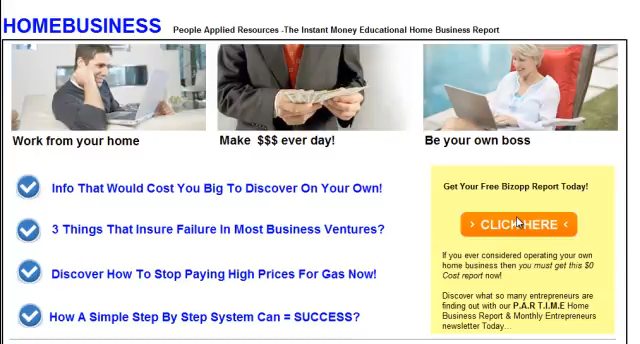 HOMEBUSINESS People Applied Resources -The Instant Money Educational Home Business Report
Work from your home
Make $$$ ever day!
Be your own boss
Info That Would Cost You Big To Discover On Your Own!
3 Things That Insure Failure In Most Business Ventures?
Discover How To Stop Paying High Prices For Gas Now!
How A Simple Step By Step System Can = SUCCESS?
Get Your Free Bizopp Report Today!
› CLICK HERE ‹
If you ever considered operating your own
home business then you must get this $0
Cost report now!
Discover what so many entrepreneurs are
finding out with our P.A.R T.I.M.E Home
Business Report & Monthly Entrepreneurs
newsletter Today…